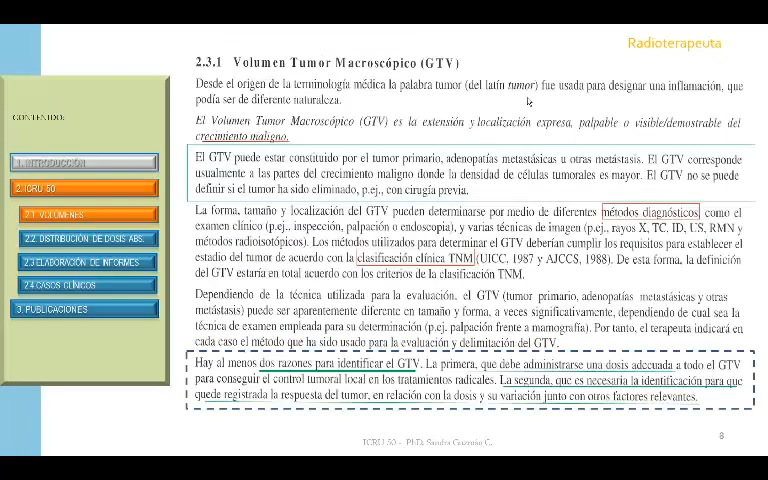 Radioterapeuta
2.3.1 Volumen Tumor Macroscópico (GTV)
Desde el origen de la terminología médica la palabra tumor (del latín tumor) fue usada para designar una inflamación, que
podía ser de diferente naturaleza.
El Volumen Tumor Macroscópico (GTV) es la extensión y localización expresa, palpable o visible/demostrable del
crecimiento maligno.
El GTV puede estar constituido por el tumor primario, adenopatías metastásicas u otras metástasis. El GTV corresponde
usualmente a las partes del crecimiento maligno donde la densidad de células tumorales es mayor. El GTV no se puede
definir si el tumor ha sido eliminado, p.ej., con cirugía previa.
La forma, tamaño y localización del GTV pueden determinarse por medio de diferentes métodos diagnósticos como el
examen clínico (p.ej., inspección, palpación o endoscopia), y varias técnicas de imagen (p.ej., rayos X, TC, ID, US, RMN y
métodos radioisotópicos). Los métodos utilizados para determinar el GTV deberían cumplir los requisitos para establecer el
estadio del tumor de acuerdo con la clasificación clínica TNM (UICC, 1987 y AJCCS, 1988). De esta forma, la definición
del GTV estaría en total acuerdo con los criterios de la clasificación TNM.
Dependiendo de la técnica utilizada para la evaluación, el GTV (tumor primario, adenopatías metastásicas y otras
metástasis) puede ser aparentemente diferente en tamaño y forma, a veces significativamente, dependiendo de cual sea la
técnica de examen empleada para su determinación (p.ej. palpación frente a mamografía). Por tanto, el terapeuta indicará en
cada caso el método que ha sido usado para la evaluación y delimitación del GTV.
Hay al menos dos razones para identificar el GTV. La primera, que debe administrarse una dosis adecuada a todo el GTV
para conseguir el control tumoral local en los tratamientos radicales. La segunda, que es necesaria la identificación para que
quede registrada la respuesta del tumor, en relación con la dosis y su variación junto con otros factores relevantes.
CONTENIDO:
1. INTRODUCCIÓN
2. ICRU 50
2.1 VOLÚMENES
2.2. DISTRIBUCIÓN DE DOSIS ABS.
2.3 ELABORACIÓN DE INFORMES
2.4 CASOS CLÍNICOS
3. PUBLICACIONES
ICRU 50 - PhD. Sandra Guzmán C.
8